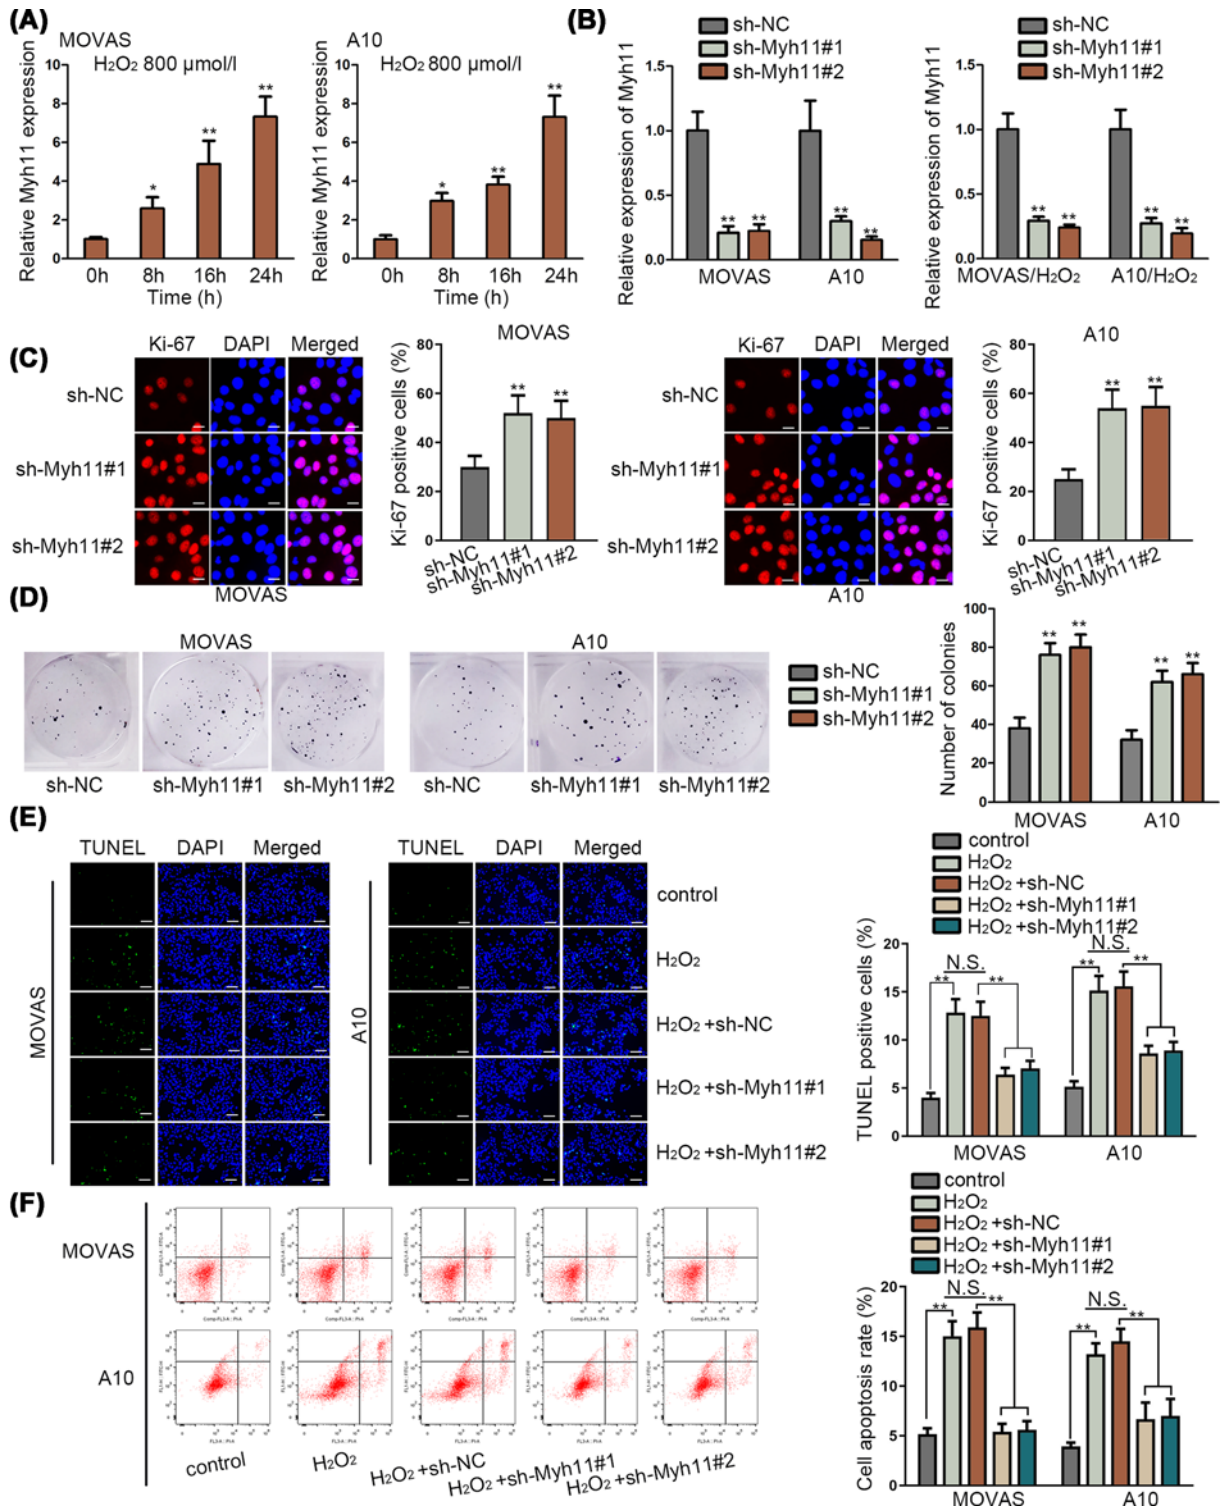 (A)
MOVAS
H2O2 800 μmol/l
Relative Myh11 expression
10
8
6
4
2
0
*
**
**
0h 8h 16h 24h
Time (h)
A10
H2O2 800 μmol/l
Relative Myh11 expression
10
8
6
4
2
0
*
**
**
0h 8h 16h 24h
Time (h)
(B)
sh-NC
sh-Myh11#1
sh-Myh11#2
Relative expression of Myh11
1.5
1.0
0.5
0.0
** **
** **
MOVAS A10
sh-NC
sh-Myh11#1
sh-Myh11#2
Relative expression of Myh11
1.5
1.0
0.5
0.0
** **
** **
MOVAS/H2O2 A10/H2O2
(C)
Ki-67 DAPI Merged
sh-NC
sh-Myh11#1
sh-Myh11#2
MOVAS
MOVAS
Ki-67 positive cells (%)
80
60
40
20
0
** **
sh-NC
sh-Myh11#1
sh-Myh11#2
Ki-67 DAPI Merged
sh-NC
sh-Myh11#1
sh-Myh11#2
A10
A10
Ki-67 positive cells (%)
80
60
40
20
0
** **
sh-NC
sh-Myh11#1
sh-Myh11#2
(D)
MOVAS
sh-NC sh-Myh11#1 sh-Myh11#2
A10
sh-NC sh-Myh11#1 sh-Myh11#2
sh-NC
sh-Myh11#1
sh-Myh11#2
Number of colonies
100
80
60
40
20
0
** **
** **
MOVAS A10
(E)
TUNEL DAPI Merged
MOVAS
TUNEL DAPI Merged
A10
control
H2O2
H2O2 +sh-NC
H2O2 +sh-Myh11#1
H2O2 +sh-Myh11#2
control
H2O2
H2O2 +sh-NC
H2O2 +sh-Myh11#1
H2O2 +sh-Myh11#2
TUNEL positive cells (%)
20
15
10
5
0
** N.S. **
** N.S. **
MOVAS A10
(F)
MOVAS
A10
control
H2O2
H2O2 +sh-NC
H2O2 +sh-Myh11#1
H2O2 +sh-Myh11#2
control
H2O2
H2O2 +sh-NC
H2O2 +sh-Myh11#1
H2O2 +sh-Myh11#2
Cell apoptosis rate (%)
20
15
10
5
0
** N.S. **
** N.S. **
MOVAS A10